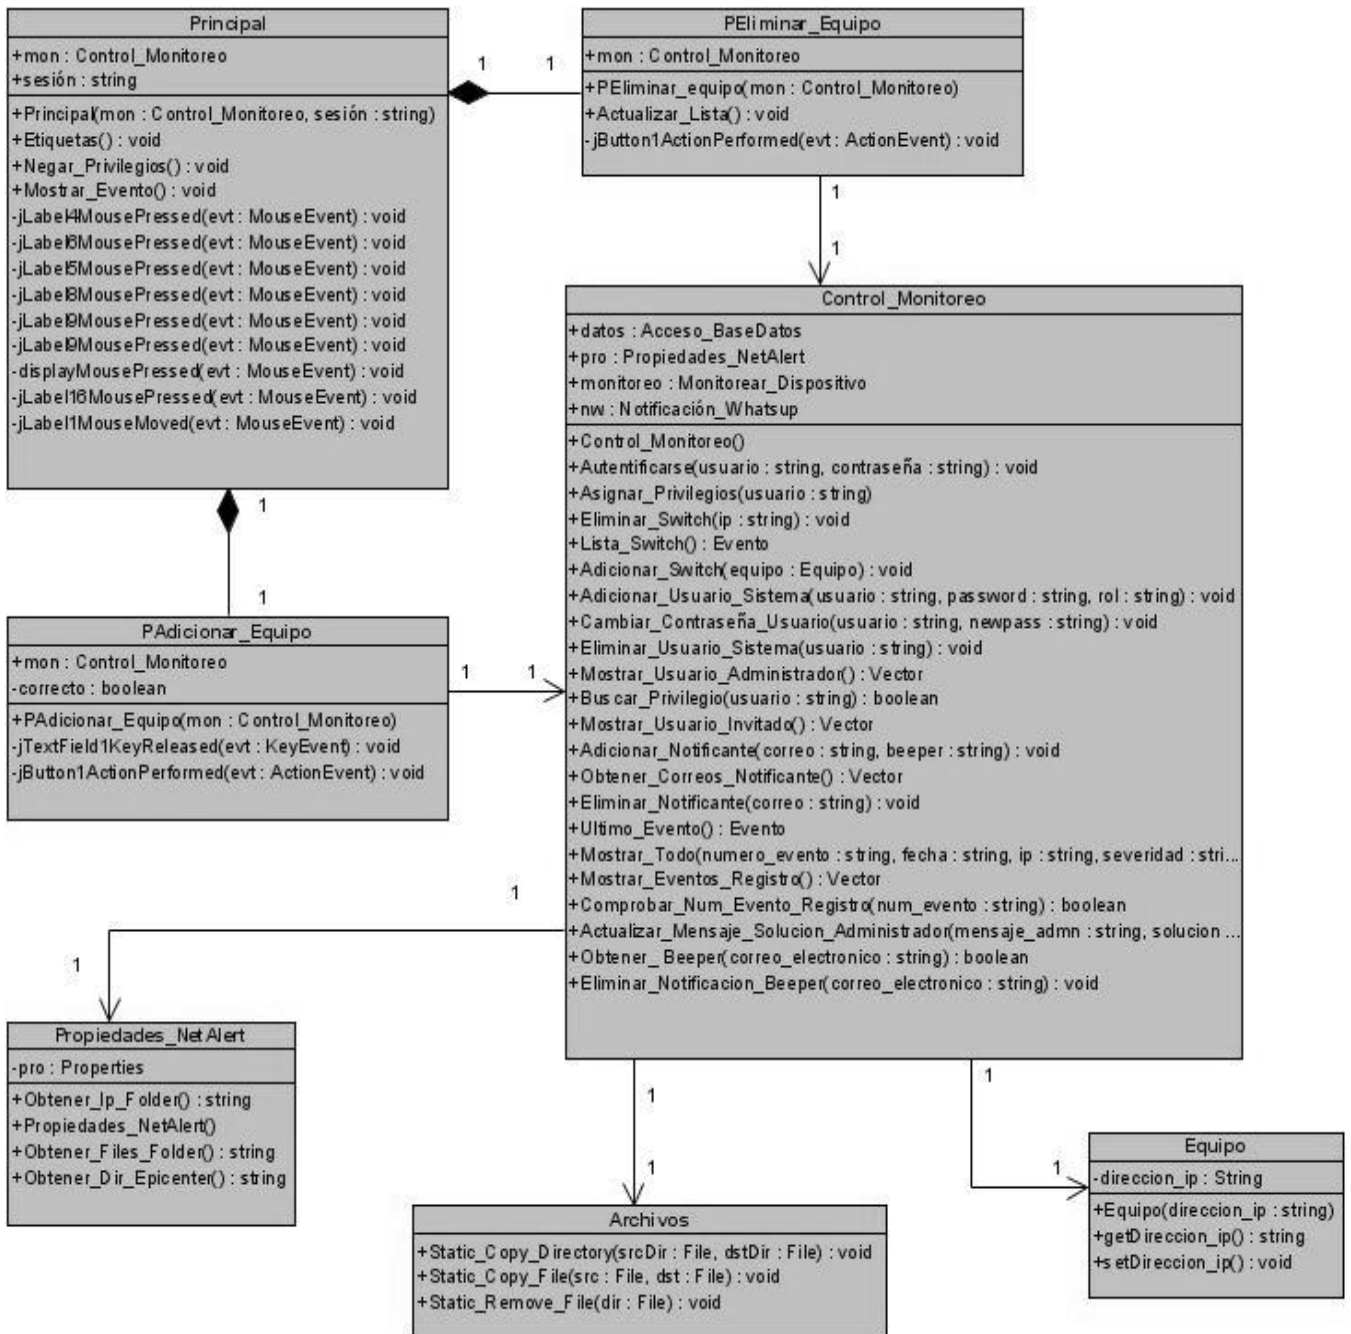 Principal
+mon : Control_Monitoreo
+sesión : string
+Principal(mon : Control_Monitoreo, sesión : string)
+Etiquetas() : void
+Negar_Privilegios() : void
+Mostrar_Evento() : void
-jLabel4MousePressed(evt : MouseEvent) : void
-jLabel6MousePressed(evt : MouseEvent) : void
-jLabel5MousePressed(evt : MouseEvent) : void
-jLabel8MousePressed(evt : MouseEvent) : void
-jLabel9MousePressed(evt : MouseEvent) : void
-jLabel9MousePressed(evt : MouseEvent) : void
-displayMousePressed(evt : MouseEvent) : void
-jLabel16MousePressed(evt : MouseEvent) : void
-jLabel1MouseMoved(evt : MouseEvent) : void
1
1
PEliminar_Equipo
+mon : Control_Monitoreo
+PEliminar_equipo(mon : Control_Monitoreo)
+Actualizar_Lista() : void
-jButton1ActionPerformed(evt : ActionEvent) : void
1
1
1
1
PAdicionar_Equipo
+mon : Control_Monitoreo
-correcto : boolean
+PAdicionar_Equipo(mon : Control_Monitoreo)
-jTextField1KeyReleased(evt : KeyEvent) : void
-jButton1ActionPerformed(evt : ActionEvent) : void
1
1
Control_Monitoreo
+datos : Acceso_BaseDatos
+pro : Propiedades_NetAlert
+monitoreo : Monitorear_Dispositivo
+nw : Notificación_Whatsup
+Control_Monitoreo()
+Autentificarse(usuario : string, contraseña : string) : void
+Asignar_Privilegios(usuario : string)
+Eliminar_Switch(ip : string) : void
+Lista_Switch() : Evento
+Adicionar_Switch(equipo : Equipo) : void
+Adicionar_Usuario_Sistema(usuario : string, password : string, rol : string) : void
+Cambiar_Contraseña_Usuario(usuario : string, newpass : string) : void
+Eliminar_Usuario_Sistema(usuario : string) : void
+Mostrar_Usuario_Administrador() : Vector
+Buscar_Privilegio(usuario : string) : boolean
+Mostrar_Usuario_Invitado() : Vector
+Adicionar_Notificante(correo : string, beeper : string) : void
+Obtener_Correos_Notificante() : Vector
+Eliminar_Notificante(correo : string) : void
+Ultimo_Evento() : Evento
+Mostrar_Todo(numero_evento : string, fecha : string, ip : string, severidad : stri...
+Mostrar_Eventos_Registro() : Vector
+Comprobar_Num_Evento_Registro(num_evento : string) : boolean
+Actualizar_Mensaje_Solucion_Administrador(mensaje_admn : string, solucion ...
+Obtener_Beeper(correo_electronico : string) : boolean
+Eliminar_Notificacion_Beeper(correo_electronico : string) : void
1
1
Propiedades_NetAlert
-pro : Properties
+Obtener_Ip_Folder() : string
+Propiedades_NetAlert()
+Obtener_Files_Folder() : string
+Obtener_Dir_Epicenter() : string
1
1
Archivos
+Static_Copy_Directory(srcDir : File, dstDir : File) : void
+Static_Copy_File(src : File, dst : File) : void
+Static_Remove_File(dir : File) : void
1
1
Equipo
-direccion_ip : String
+Equipo(direccion_ip : string)
+getDireccion_ip() : string
+setDireccion_ip() : void